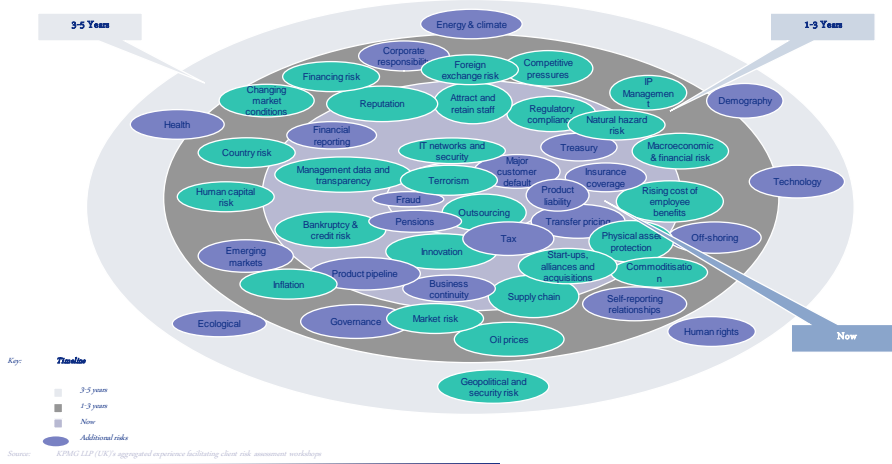 3-5 Years
1-3 Years
Energy & climate
Corporate
responsibility
Foreign
exchange risk
Competitive
pressures
Financing risk
Changing
market
conditions
Reputation
Attract and
retain staff
Regulatory
compliance
IP
Managemen
t
Demography
Natural hazard
risk
Health
Financial
reporting
Country risk
IT networks and
security
Treasury
Macroeconomic
& financial risk
Management data and
transparency
Terrorism
Major
customer
default
Insurance
coverage
Technology
Human capital
risk
Fraud
Product
liability
Rising cost of
employee
benefits
Outsourcing
Pensions
Transfer pricing
Bankruptcy &
credit risk
Tax
Physical asset
protection
Off-shoring
Emerging
markets
Innovation
Start-ups,
alliances and
acquisitions
Product pipeline
Commoditisatio
n
Inflation
Business
continuity
Supply chain
Self-reporting
relationships
Ecological
Governance
Market risk
Human rights
Oil prices
Now
Geopolitical and
security risk
Key:
Timeline
3-5 years
1-3 years
Now
Additional risks
Source: KPMG LLP (UK)'s aggregated experience facilitating client risk assessment workshops